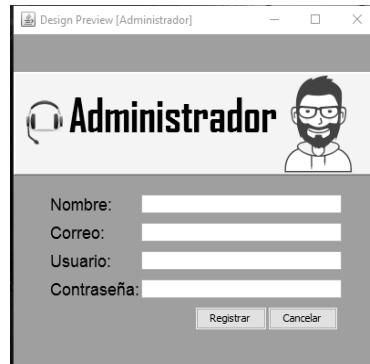 Design Preview [Administrador]
Administrador
Nombre:
Correo:
Usuario:
Contraseña:
Registrar Cancelar